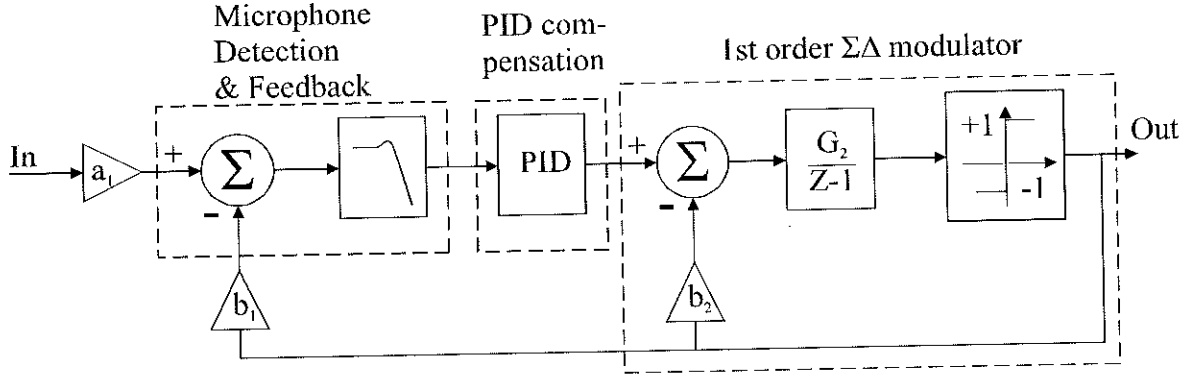 Microphone
Detection
& Feedback
PID com-
pensation
1st order ΣΔ modulator
In
a1
+
Σ
-
PID
+
Σ
-
G2
Z-1
+1
-1
Out
b1
b2